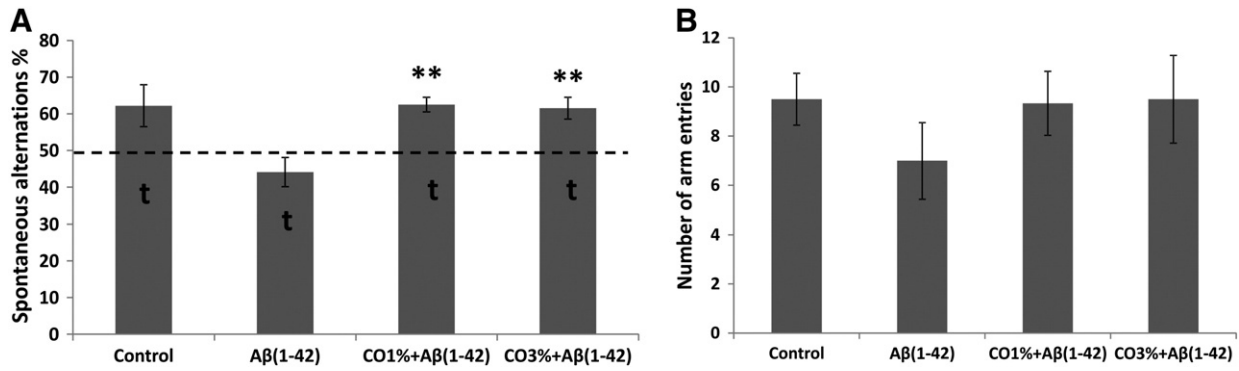 A
Spontaneous alternations %
80
70
60
50
40
30
20
10
0
**
**
t
t
t
t
Control
Aβ(1-42)
CO1%+Aβ(1-42)
CO3%+Aβ(1-42)
B
Number of arm entries
12
10
8
6
4
2
0
Control
Aβ(1-42)
CO1%+Aβ(1-42)
CO3%+Aβ(1-42)